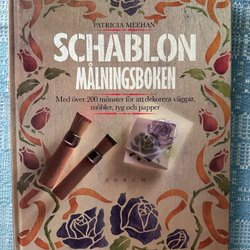 PATRICIA MEEHAN
SCHABLON
MÅLNINGSBOKEN
Med över 200 mönster för att dekorera väggar,
möbler, tyg och papper
FORUM